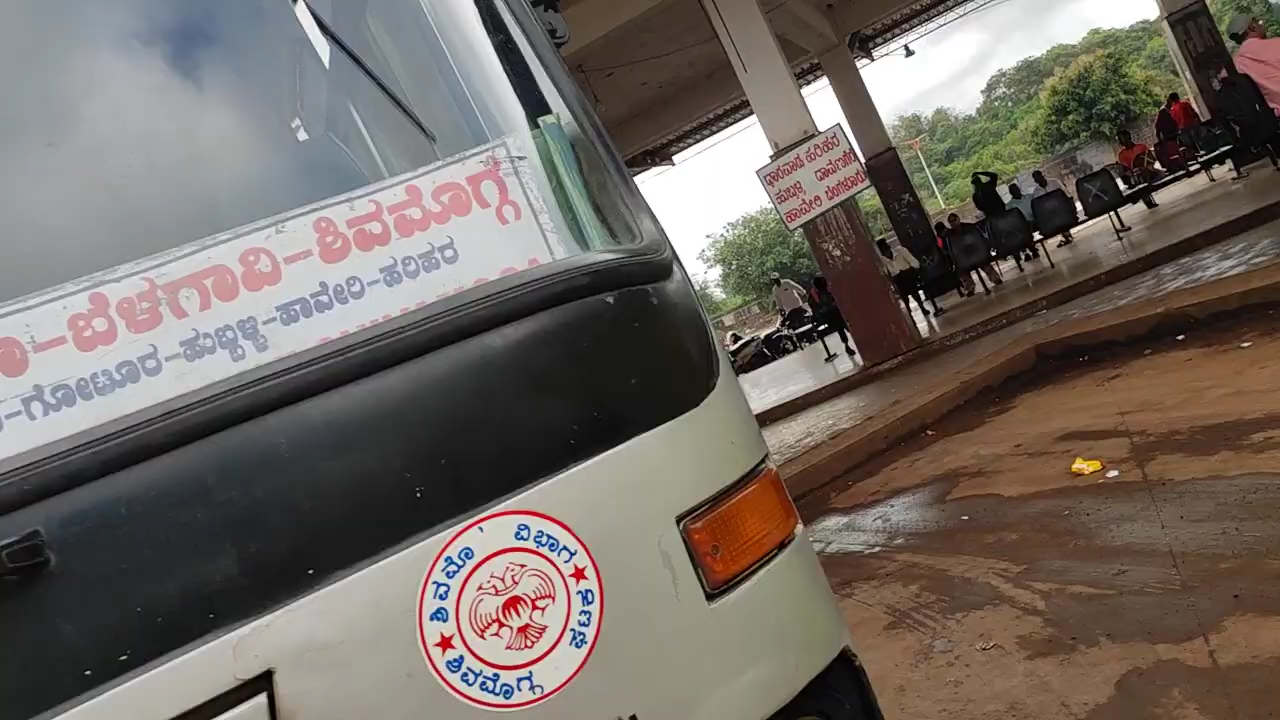 -ಬೆಳಗಾವಿ-ಶಿವಮೊಗ್ಗ
-ಗೋಟೂರ-ಹುಬ್ಬಳ್ಳಿ-ಹಾವೇರಿ-ಹರಿಹರ
ಧಾರವಾಡ ಹರಿಹರ
ಹುಬ್ಬಳ್ಳಿ ದಾವಣಗೆರೆ
ಹಾವೇರಿ ಬೆಂಗಳೂರು
ಶಿವಮೊ' ವಿಭಾಗ
ಶಿವಮೊಗ್ಗ